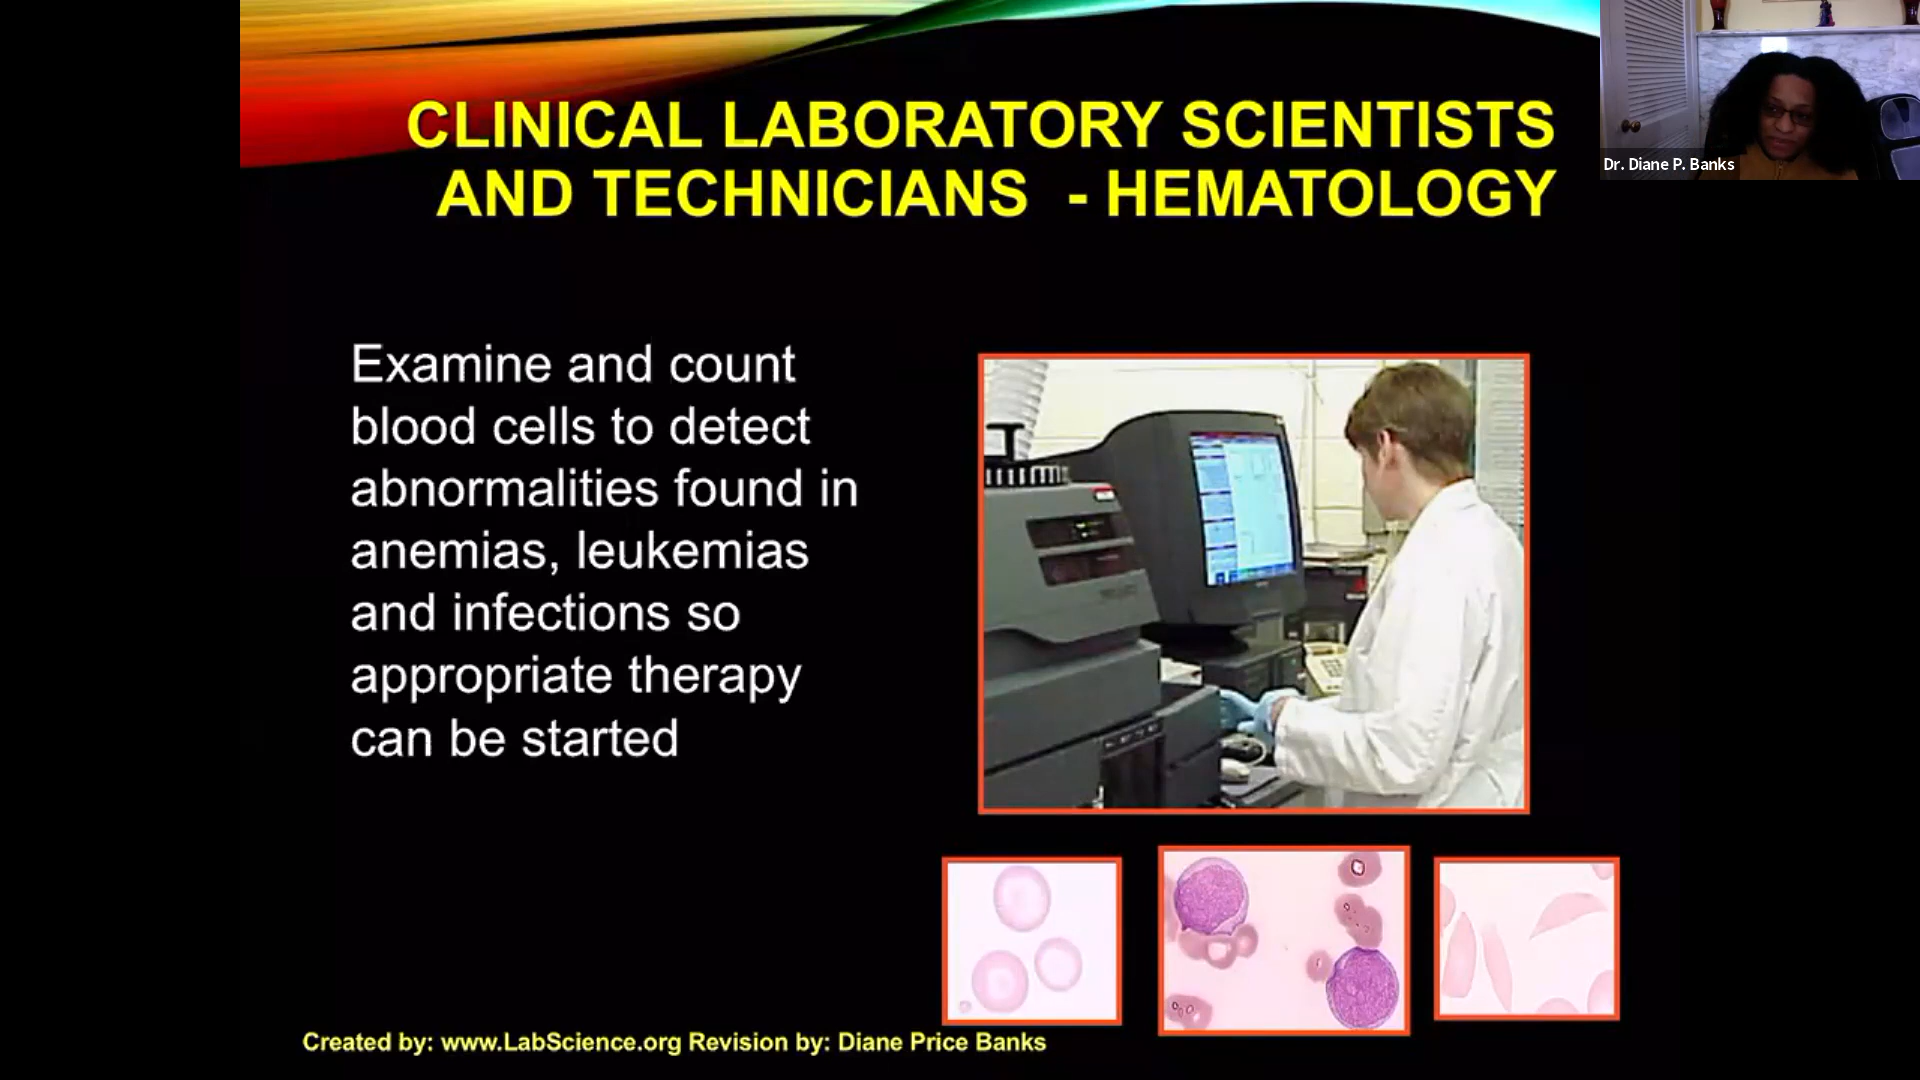 CLINICAL LABORATORY SCIENTISTS
AND TECHNICIANS - HEMATOLOGY
Dr. Diane P. Banks
Examine and count
blood cells to detect
abnormalities found in
anemias, leukemias
and infections so
appropriate therapy
can be started
Created by: www.LabScience.org Revision by: Diane Price Banks